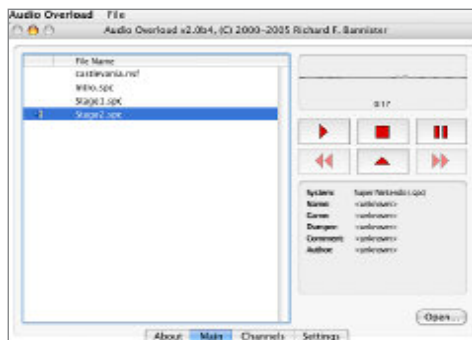 Audio Overload File
Audio Overload v2.0b4, (C) 2000-2005 Richard F. Bannister
File Name
castlevania.nsf
Intro.spc
Stage1.spc
Stage2.spc
0:17
System: Super Nintendo (.spc)
Name: <unknown>
Game: <unknown>
Dumper: <unknown>
Comment: <unknown>
Author: <unknown>
Open...
About Main Channels Settings